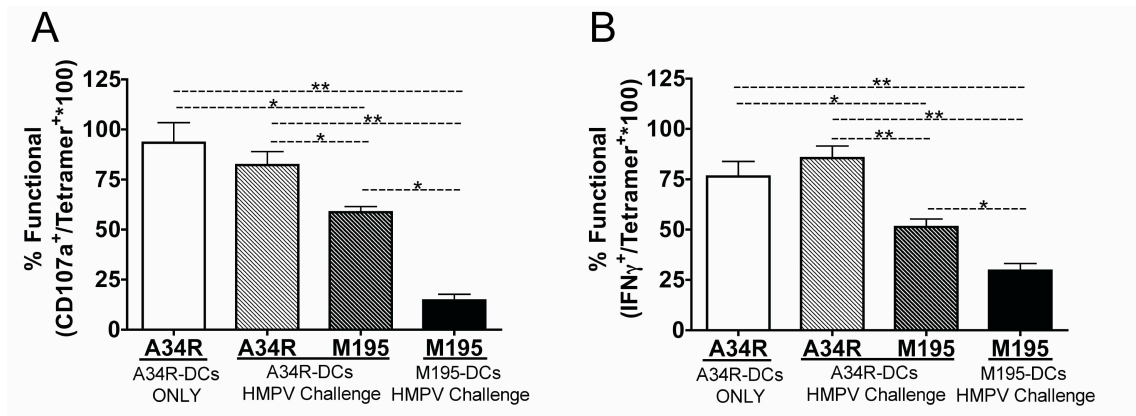 A
% Functional
(CD107a+/Tetramer+*100)
125
100
75
50
25
0
**
*
**
*
*
A34R A34R M195 M195
A34R-DCs A34R-DCs M195-DCs
ONLY HMPV Challenge HMPV Challenge
B
% Functional
(IFNγ+/Tetramer+*100)
125
100
75
50
25
0
**
*
**
**
*
A34R A34R M195 M195
A34R-DCs A34R-DCs M195-DCs
ONLY HMPV Challenge HMPV Challenge